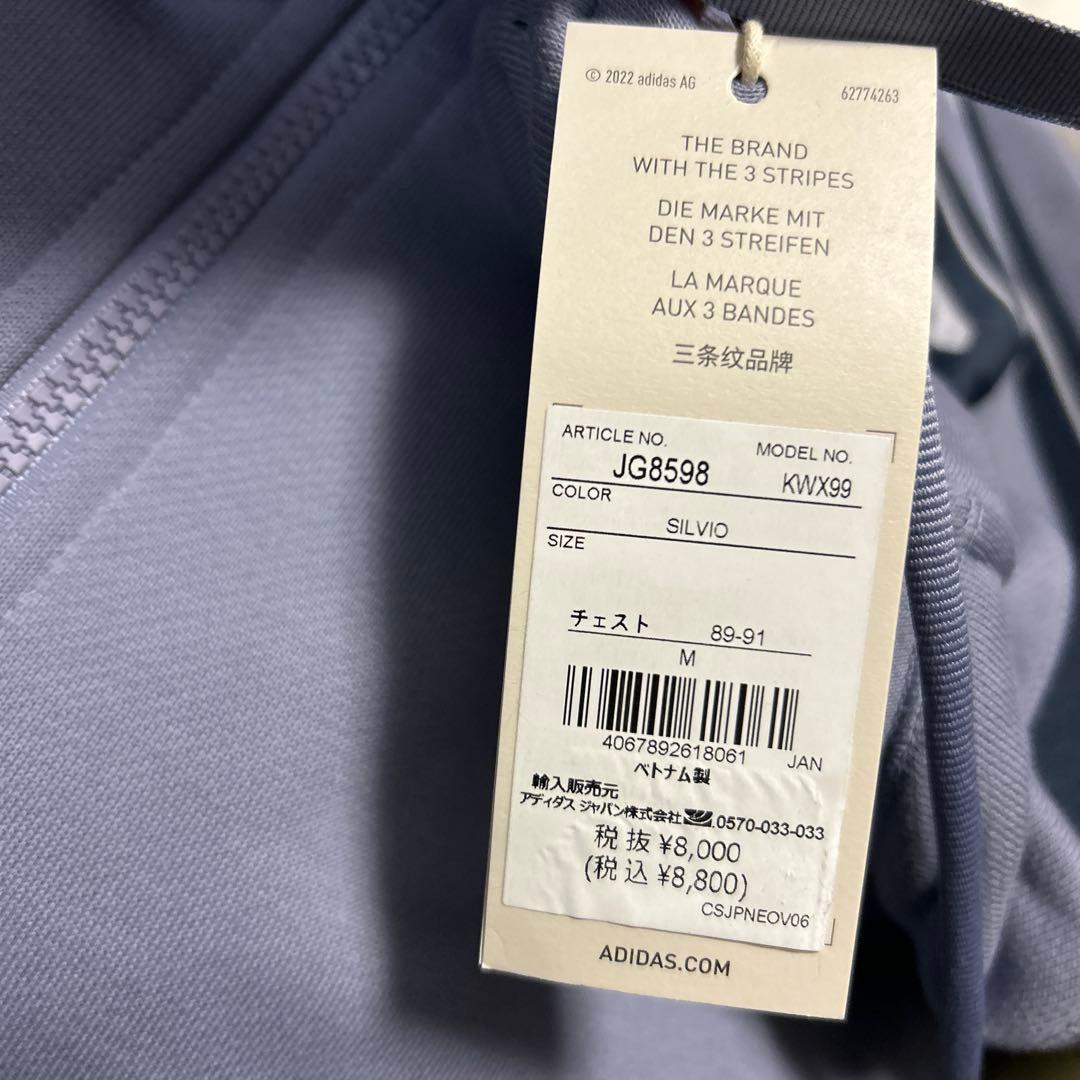 © 2022 adidas AG
62774263
THE BRAND
WITH THE 3 STRIPES
DIE MARKE MIT
DEN 3 STREIFEN
LA MARQUE
AUX 3 BANDES
三条纹品牌
ARTICLE NO.
MODEL NO.
JG8598
KWX99
COLOR
SILVIO
SIZE
チェスト 89-91
M
4067892618061 JAN
ベトナム製
輸入販売元
アディダス ジャパン株式会社 .0570-033-033
税抜 ¥8,000
(税込 ¥8,800)
CSJPNEOV06
ADIDAS.COM